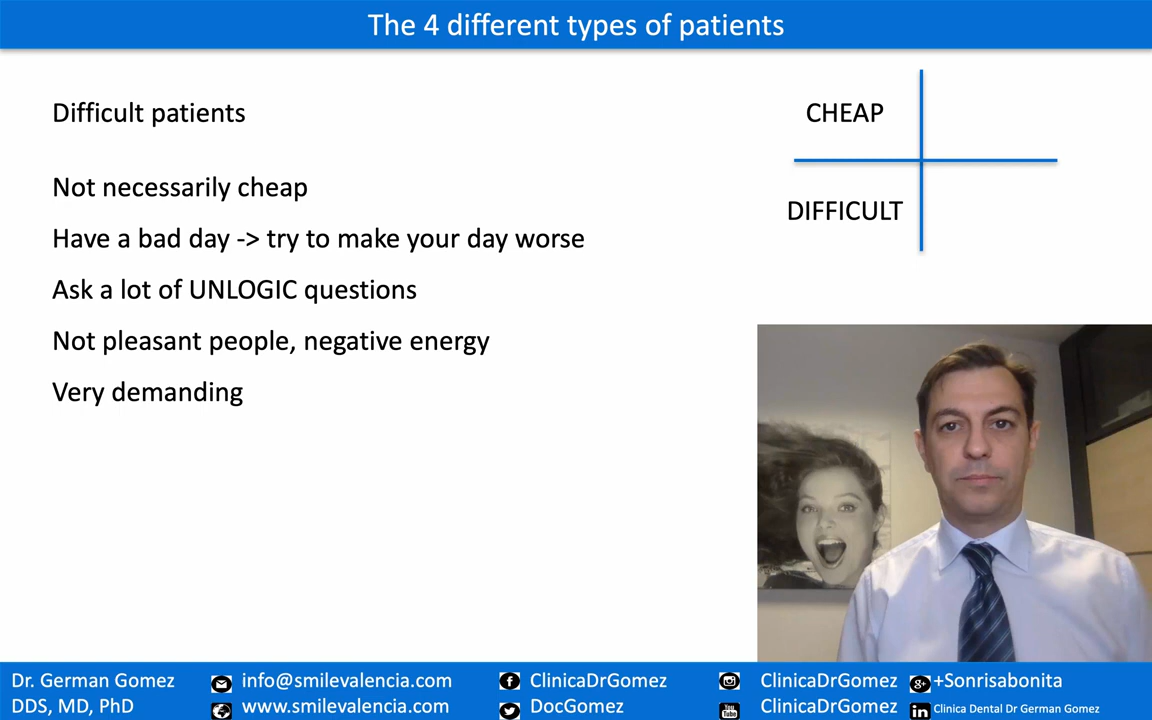 The 4 different types of patients
Difficult patients
CHEAP
Not necessarily cheap
DIFFICULT
Have a bad day -> try to make your day worse
Ask a lot of UNLOGIC questions
Not pleasant people, negative energy
Very demanding
Dr. German Gomez
DDS, MD, PhD
info@smilevalencia.com
www.smilevalencia.com
ClinicaDrGomez
DocGomez
ClinicaDrGomez
ClinicaDrGomez
+Sonrisabonita
Clinica Dental Dr German Gomez